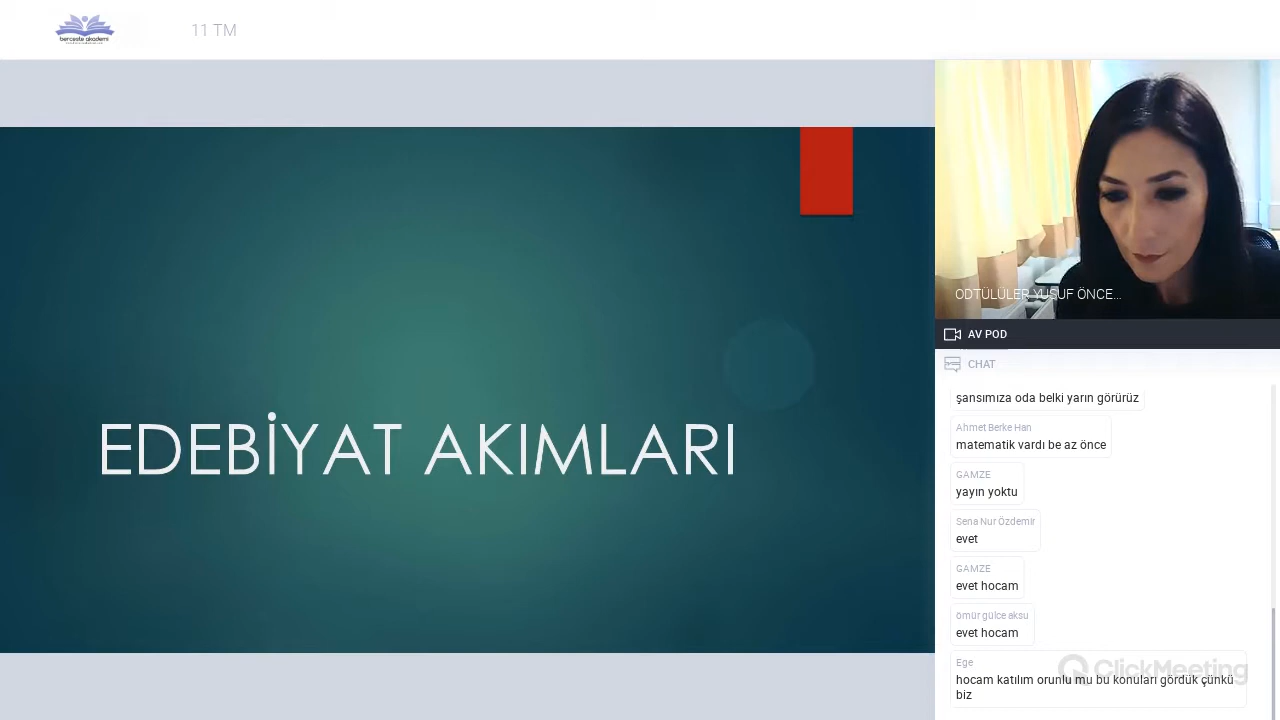 berceste akademi
11 TM
EDEBİYAT AKIMLARI
ODTÜLÜLER YUSUF ÖNCE...
AV POD
CHAT
şansımıza oda belki yarın görürüz
Ahmet Berke Han
matematik vardı be az önce
GAMZE
yayın yoktu
Sena Nur Özdemir
evet
GAMZE
evet hocam
ömür gülce aksu
evet hocam
Ege
hocam katılım orunlu mu bu konuları gördük çünkü
biz
ClickMeeting